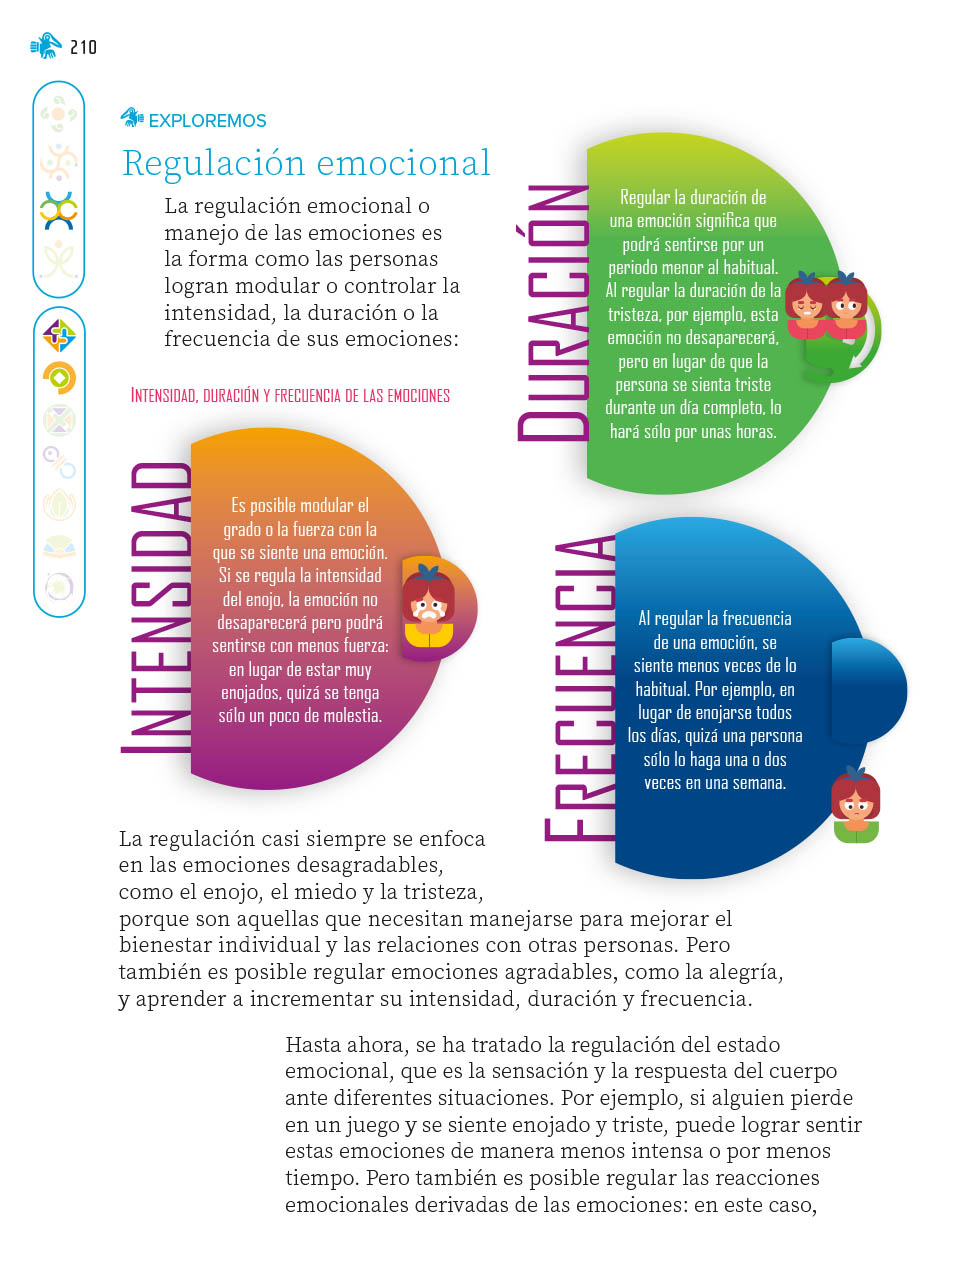 210
EXPLOREMOS
Regulación emocional
La regulación emocional o
manejo de las emociones es
la forma como las personas
logran modular o controlar la
intensidad, la duración o la
frecuencia de sus emociones:
INTENSIDAD, DURACIÓN Y FRECUENCIA DE LAS EMOCIONES
INTENSIDAD
Es posible modular el
grado o la fuerza con la
que se siente una emoción.
Si se regula la intensidad
del enojo, la emoción no
desaparecerá pero podrá
sentirse con menos fuerza:
en lugar de estar muy
enojados, quizá se tenga
sólo un poco de molestia.
DURACIÓN
Regular la duración de
una emoción significa que
podrá sentirse por un
periodo menor al habitual.
Al regular la duración de la
tristeza, por ejemplo, esta
emoción no desaparecerá,
pero en lugar de que la
persona se sienta triste
durante un día completo, lo
hará sólo por unas horas.
FRECUENCIA
Al regular la frecuencia
de una emoción, se
siente menos veces de lo
habitual. Por ejemplo, en
lugar de enojarse todos
los días, quizá una persona
sólo lo haga una o dos
veces en una semana.
La regulación casi siempre se enfoca
en las emociones desagradables,
como el enojo, el miedo y la tristeza,
porque son aquellas que necesitan manejarse para mejorar el
bienestar individual y las relaciones con otras personas. Pero
también es posible regular emociones agradables, como la alegría,
y aprender a incrementar su intensidad, duración y frecuencia.
Hasta ahora, se ha tratado la regulación del estado
emocional, que es la sensación y la respuesta del cuerpo
ante diferentes situaciones. Por ejemplo, si alguien pierde
en un juego y se siente enojado y triste, puede lograr sentir
estas emociones de manera menos intensa o por menos
tiempo. Pero también es posible regular las reacciones
emocionales derivadas de las emociones: en este caso,